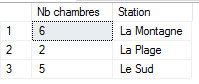 Nb chambres Station
1 6 La Montagne
2 2 La Plage
3 5 Le Sud